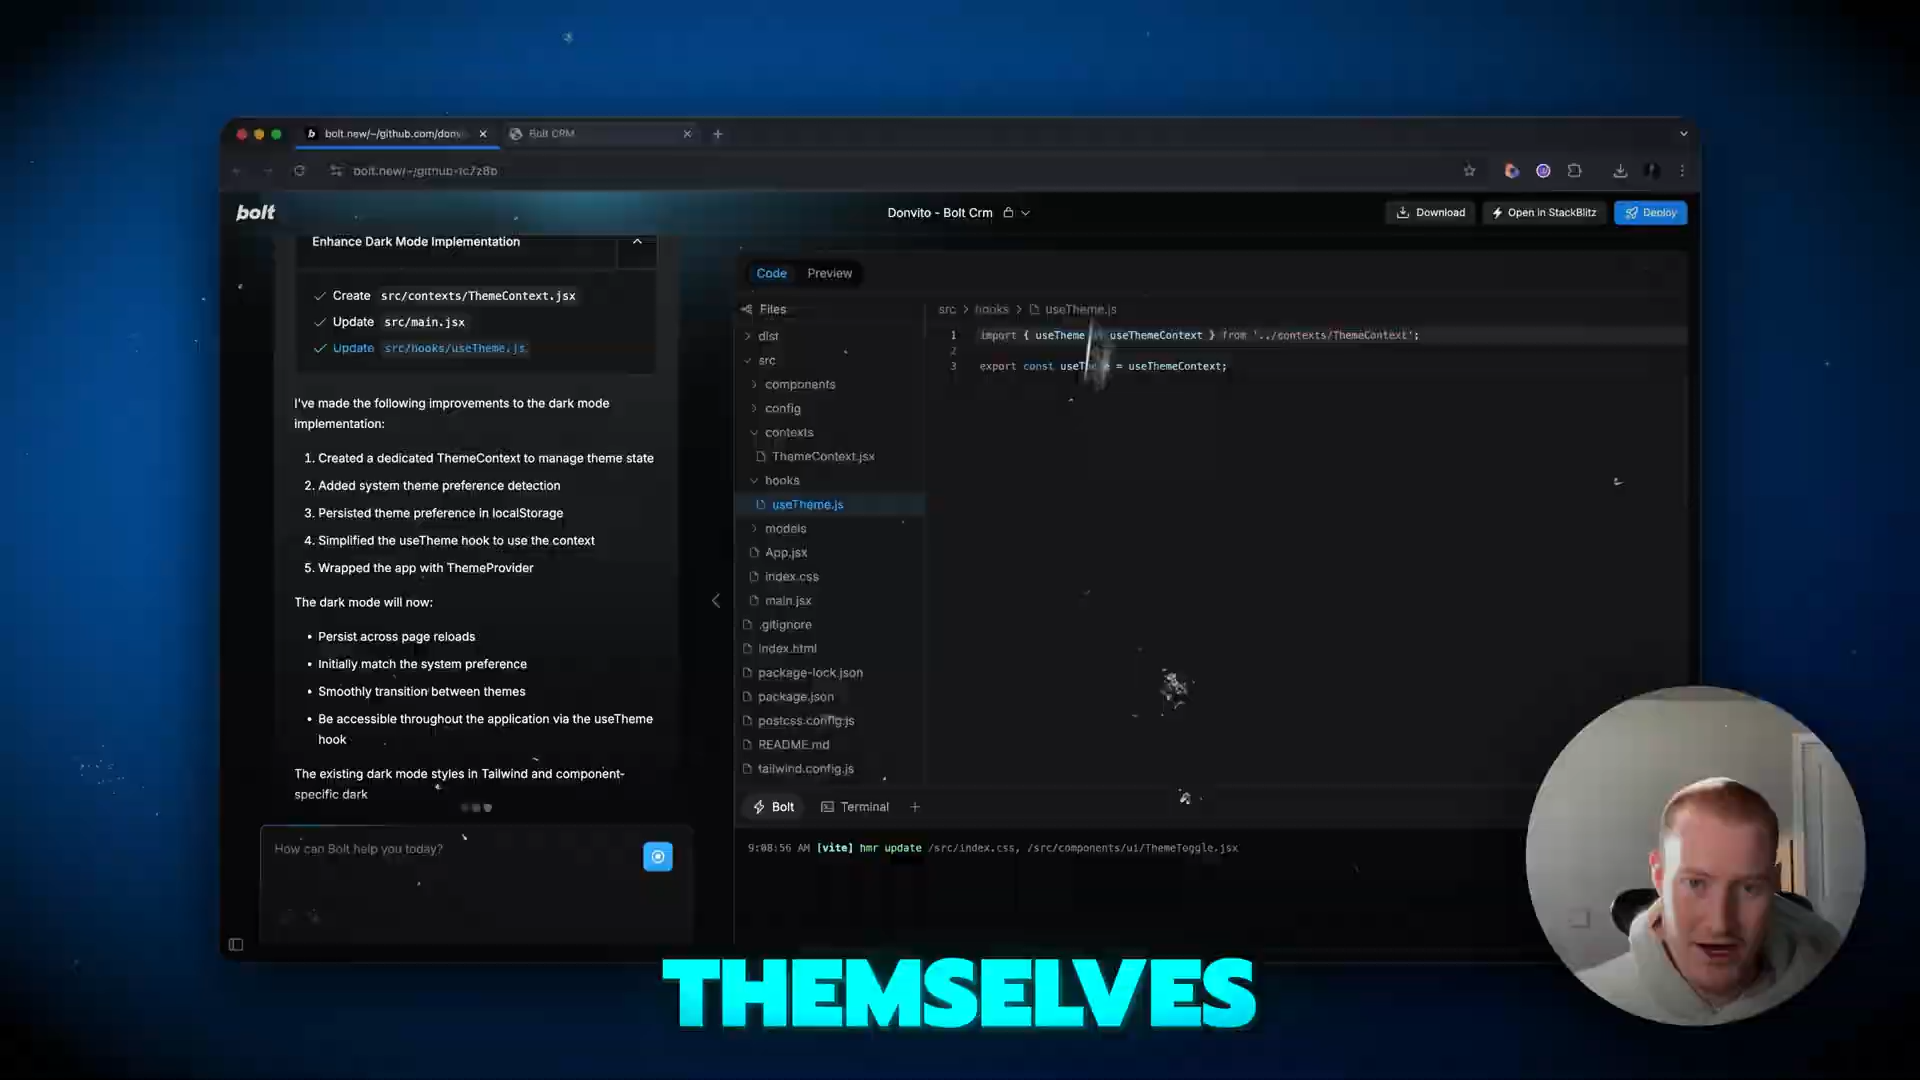 bolt.new/~/github.com/donv
Bolt CRM
bolt.new/~/github-tc7z8b
bolt
Donvito - Bolt Crm
Download
Open in StackBlitz
Deploy
Enhance Dark Mode Implementation
Create src/contexts/ThemeContext.jsx
Update src/main.jsx
Update src/hooks/useTheme.js
I've made the following improvements to the dark mode
implementation:
1. Created a dedicated ThemeContext to manage theme state
2. Added system theme preference detection
3. Persisted theme preference in localStorage
4. Simplified the useTheme hook to use the context
5. Wrapped the app with ThemeProvider
The dark mode will now:
• Persist across page reloads
• Initially match the system preference
• Smoothly transition between themes
• Be accessible throughout the application via the useTheme
hook
The existing dark mode styles in Tailwind and component-
specific dark
How can Bolt help you today?
Code
Preview
Files
dist
src
components
config
contexts
ThemeContext.jsx
hooks
useTheme.js
models
App.jsx
index.css
main.jsx
.gitignore
index.html
package-lock.json
package.json
postcss.config.js
README.md
tailwind.config.js
src > hooks > useTheme.js
1 import { useTheme as useThemeContext } from '../contexts/ThemeContext';
2
3 export const useTheme = useThemeContext;
Bolt
Terminal
9:08:56 AM [vite] hmr update /src/index.css, /src/components/ui/ThemeToggle.jsx
THEMSELVES